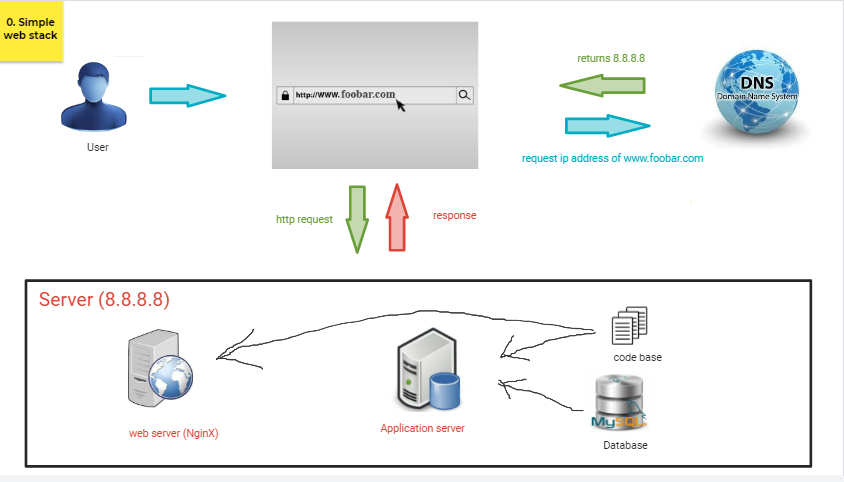 0. Simple
web stack
returns 8.8.8.8
http://www.foobar.com
DNS
Domain Name System
User
request ip address of www.foobar.com
http request
response
Server (8.8.8.8)
code base
web server (NginX)
Application server
MySQL
Database